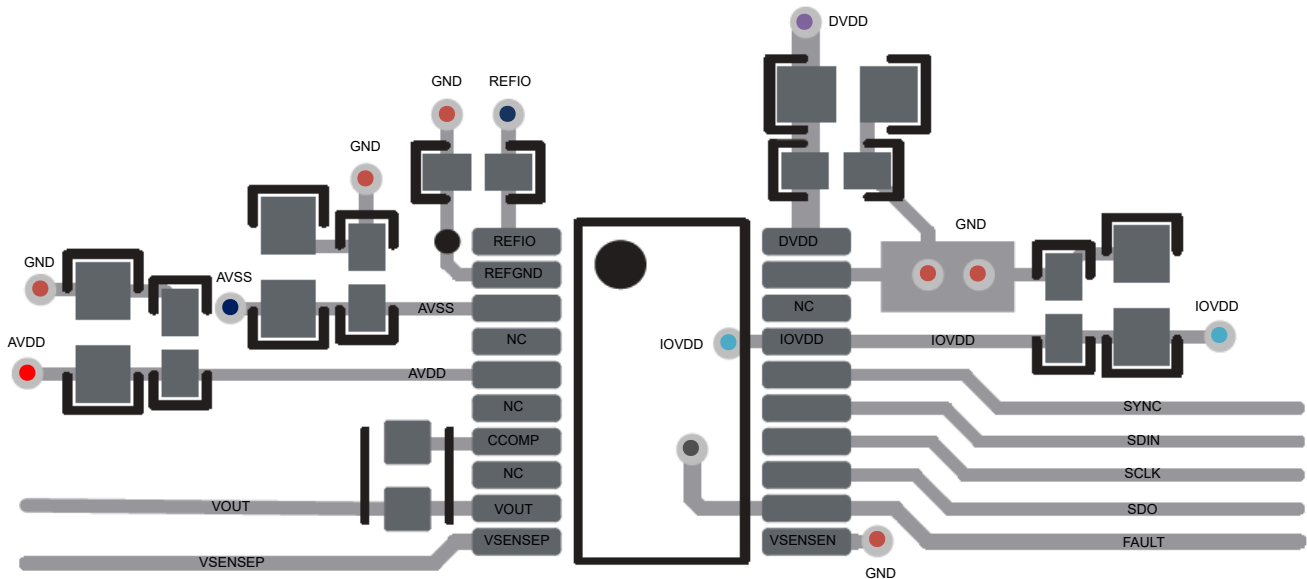 DVDD
GND
REFIO
GND
GND
AVSS
AVDD
REFIO
REFGND
AVSS
NC
AVDD
NC
CCOMP
NC
VOUT
VOUT
VSENSEP
VSENSEP
DVDD
GND
NC
IOVDD
IOVDD
IOVDD
IOVDD
SYNC
SDIN
SCLK
SDO
FAULT
VSENSEN
GND